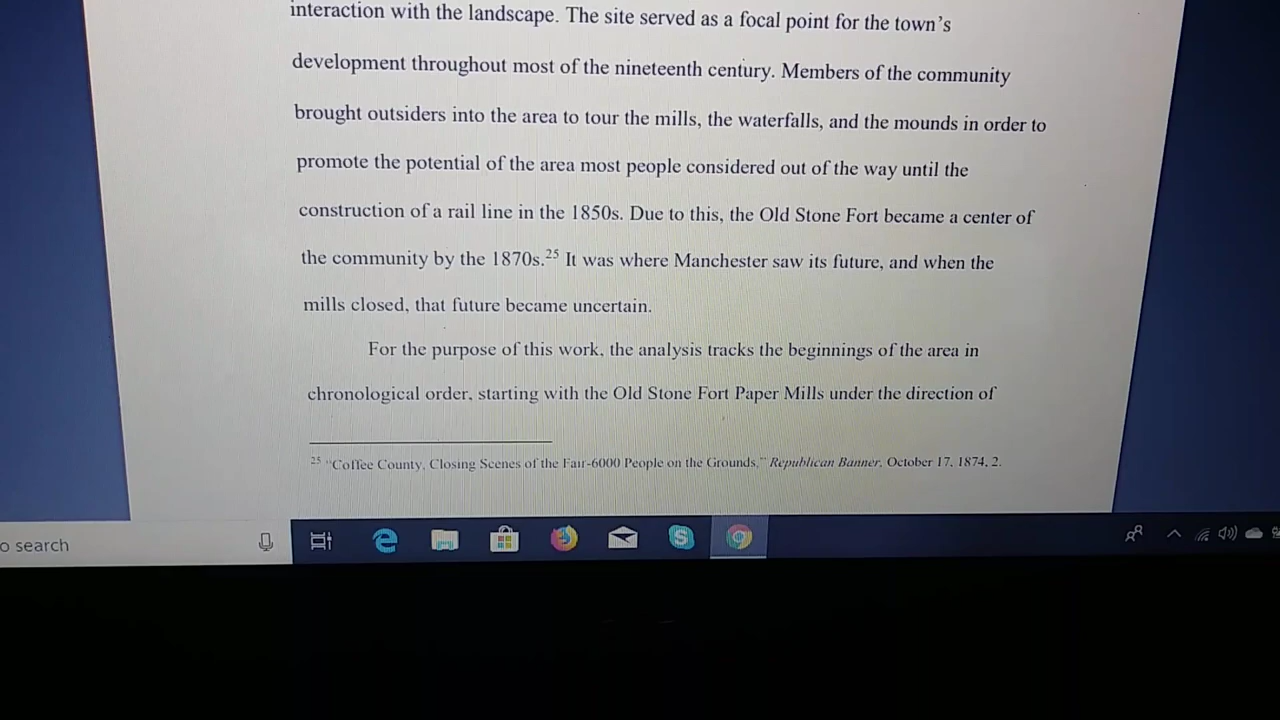 interaction with the landscape. The site served as a focal point for the town’s
development throughout most of the nineteenth century. Members of the community
brought outsiders into the area to tour the mills, the waterfalls, and the mounds in order to
promote the potential of the area most people considered out of the way until the
construction of a rail line in the 1850s. Due to this, the Old Stone Fort became a center of
the community by the 1870s.25 It was where Manchester saw its future, and when the
mills closed, that future became uncertain.
For the purpose of this work, the analysis tracks the beginnings of the area in
chronological order, starting with the Old Stone Fort Paper Mills under the direction of
25 "Coffee County, Closing Scenes of the Fair-6000 People on the Grounds," Republican Banner, October 17, 1874, 2.
o search